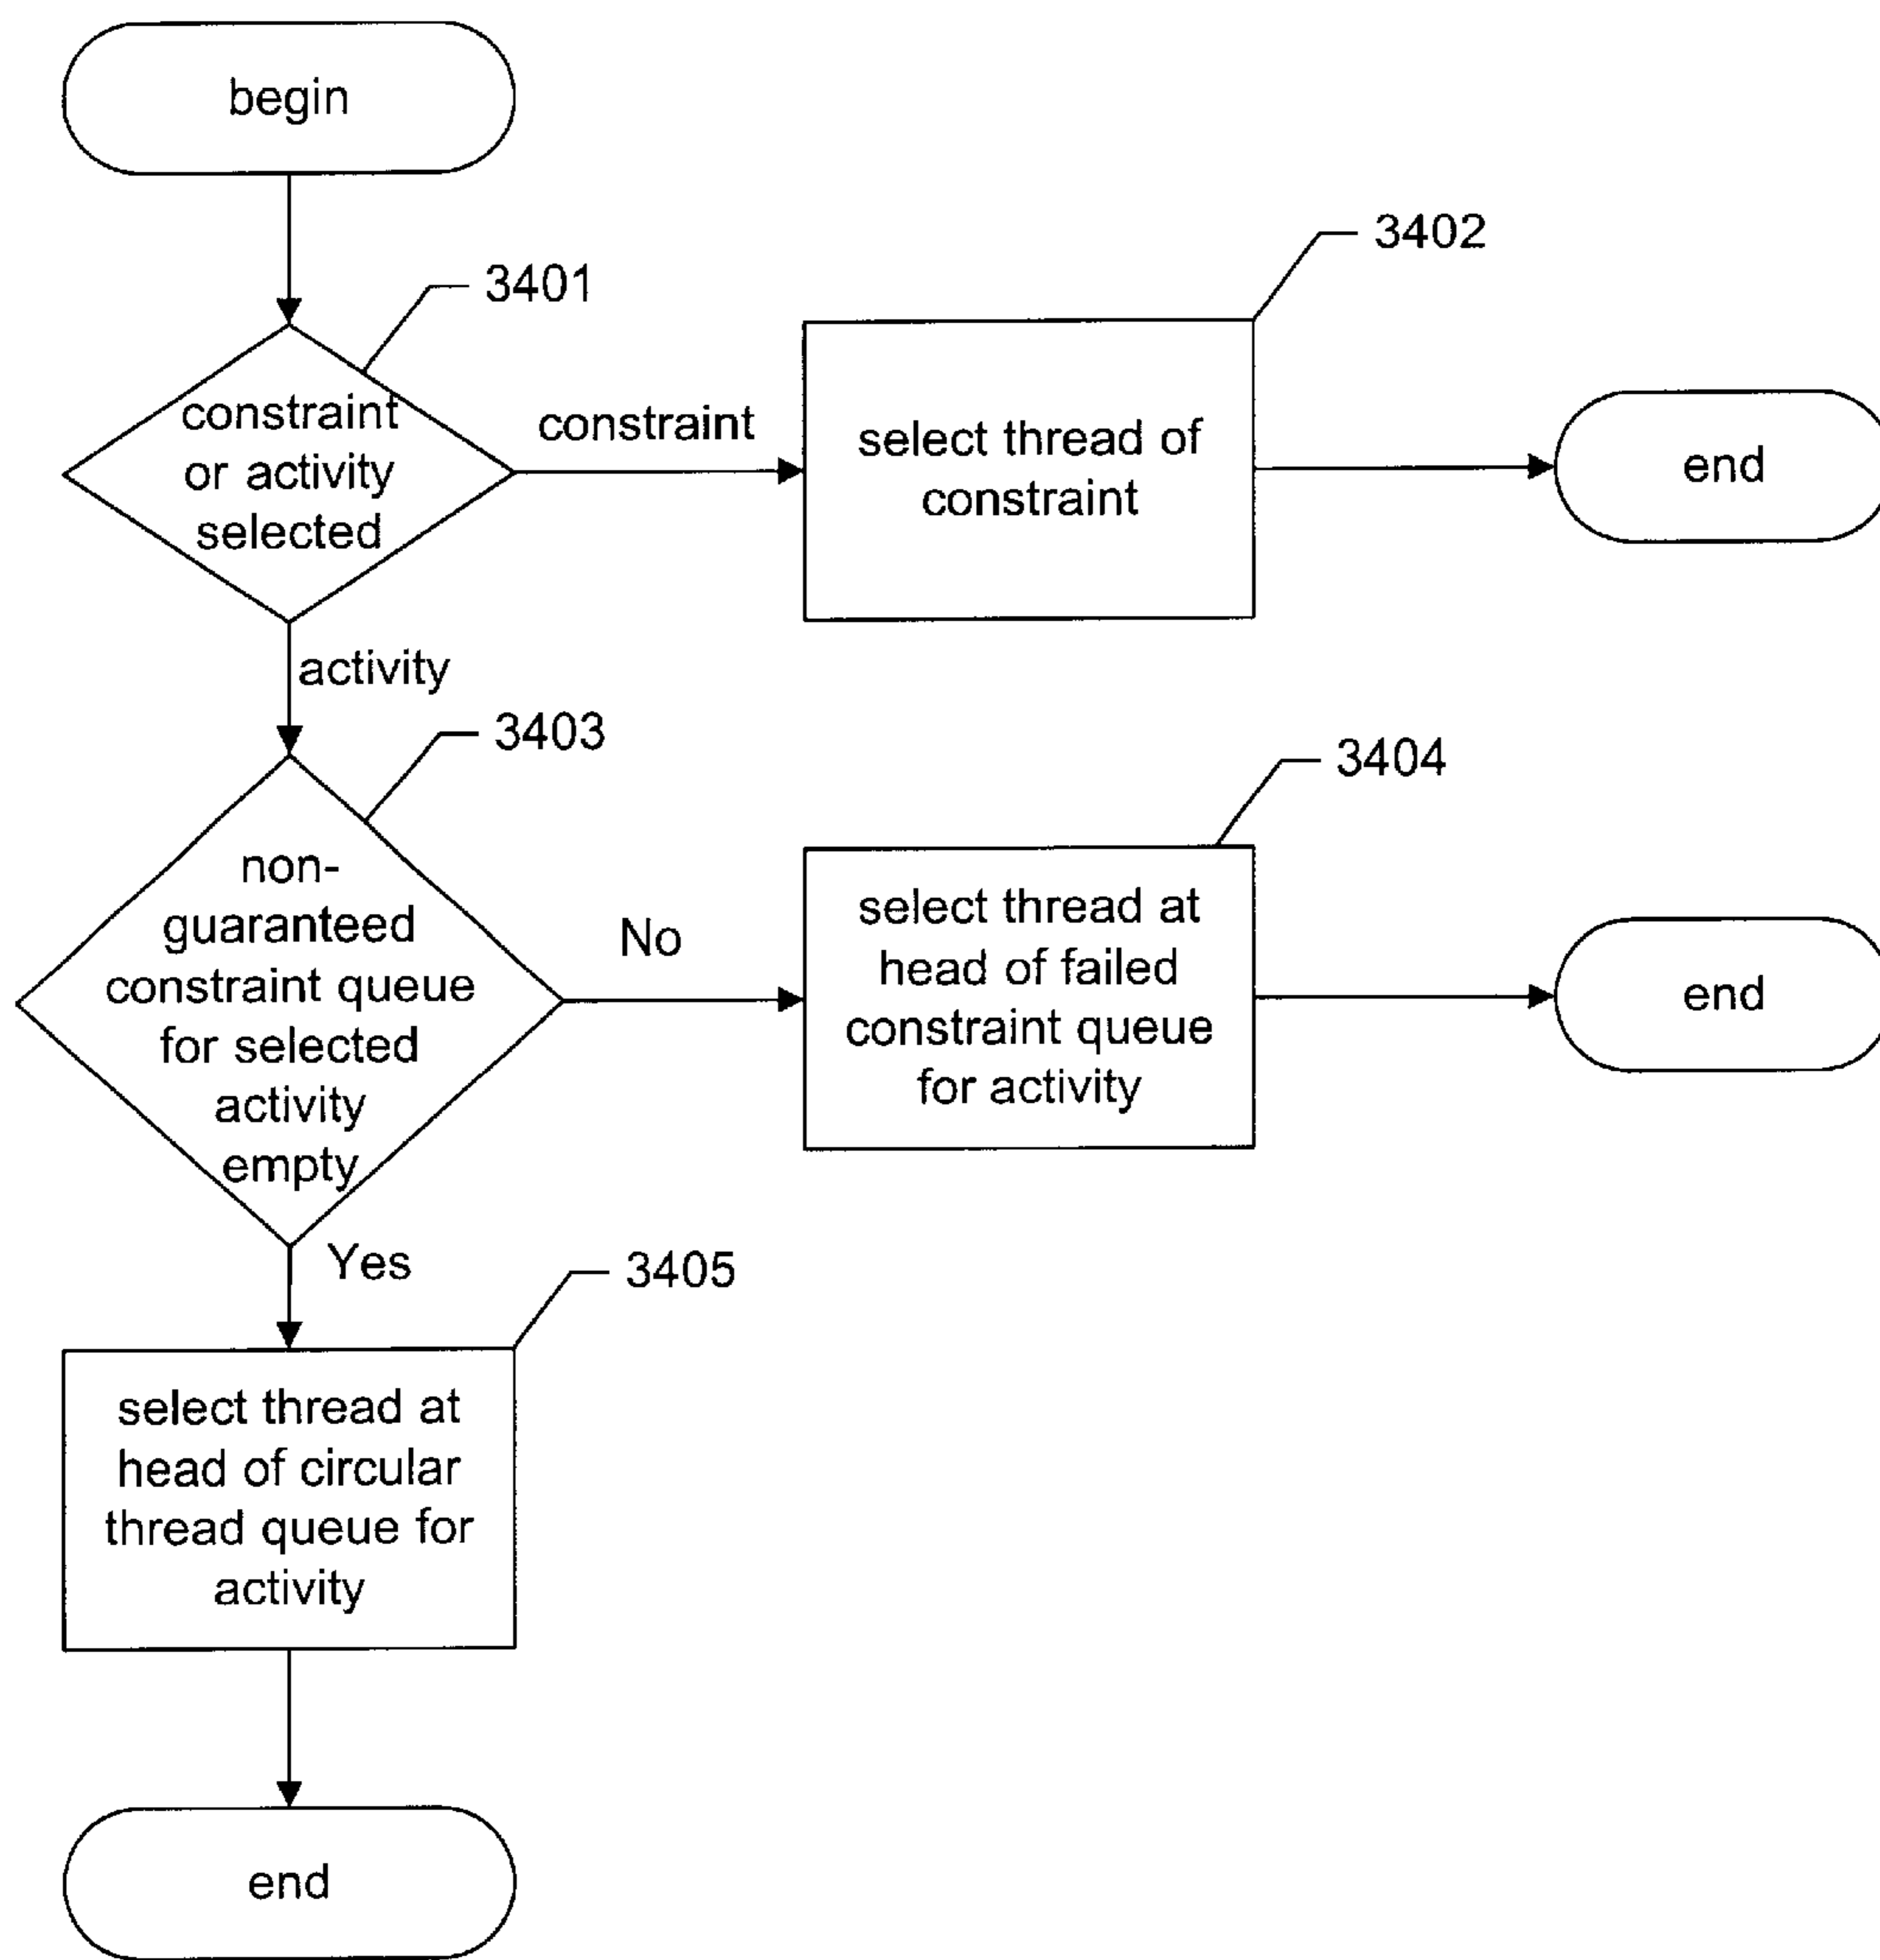 begin
3401
constraint
or activity
selected
constraint
3402
select thread of
constraint
end
activity
3403
non-
guaranteed
constraint queue
for selected
activity
empty
No
3404
select thread at
head of failed
constraint queue
for activity
end
Yes
3405
select thread at
head of circular
thread queue for
activity
end